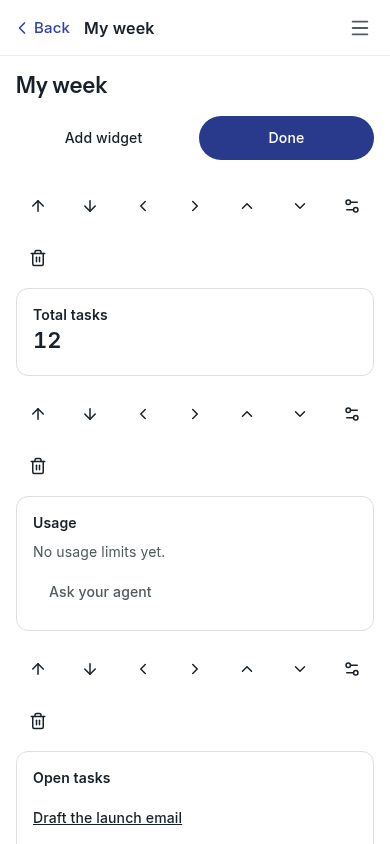 Back My week
My week
Add widget Done
Total tasks
12
Usage
No usage limits yet.
Ask your agent
Open tasks
Draft the launch email